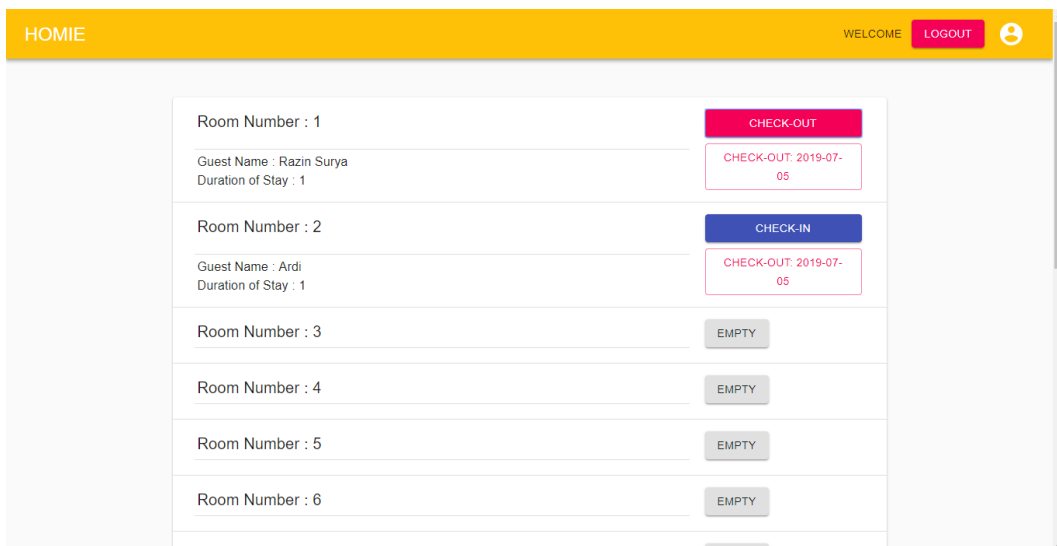 HOMIE
WELCOME
LOGOUT
Room Number : 1
CHECK-OUT
Guest Name : Razin Surya
Duration of Stay : 1
CHECK-OUT: 2019-07-
05
Room Number : 2
CHECK-IN
Guest Name : Ardi
Duration of Stay : 1
CHECK-OUT: 2019-07-
05
Room Number : 3
EMPTY
Room Number : 4
EMPTY
Room Number : 5
EMPTY
Room Number : 6
EMPTY